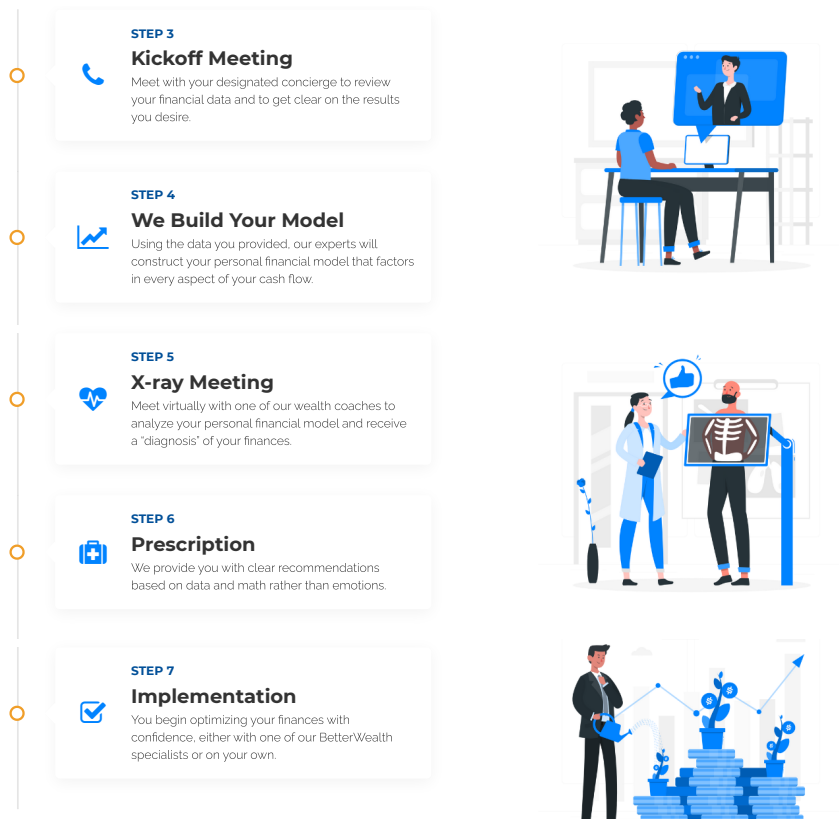 STEP 3
Kickoff Meeting
Meet with your designated concierge to review
your financial data and to get clear on the results
you desire.
STEP 4
We Build Your Model
Using the data you provided, our experts will
construct your personal financial model that factors
in every aspect of your cash flow.
STEP 5
X-ray Meeting
Meet virtually with one of our wealth coaches to
analyze your personal financial model and receive
a “diagnosis” of your finances.
STEP 6
Prescription
We provide you with clear recommendations
based on data and math rather than emotions.
STEP 7
Implementation
You begin optimizing your finances with
confidence, either with one of our BetterWealth
specialists or on your own.